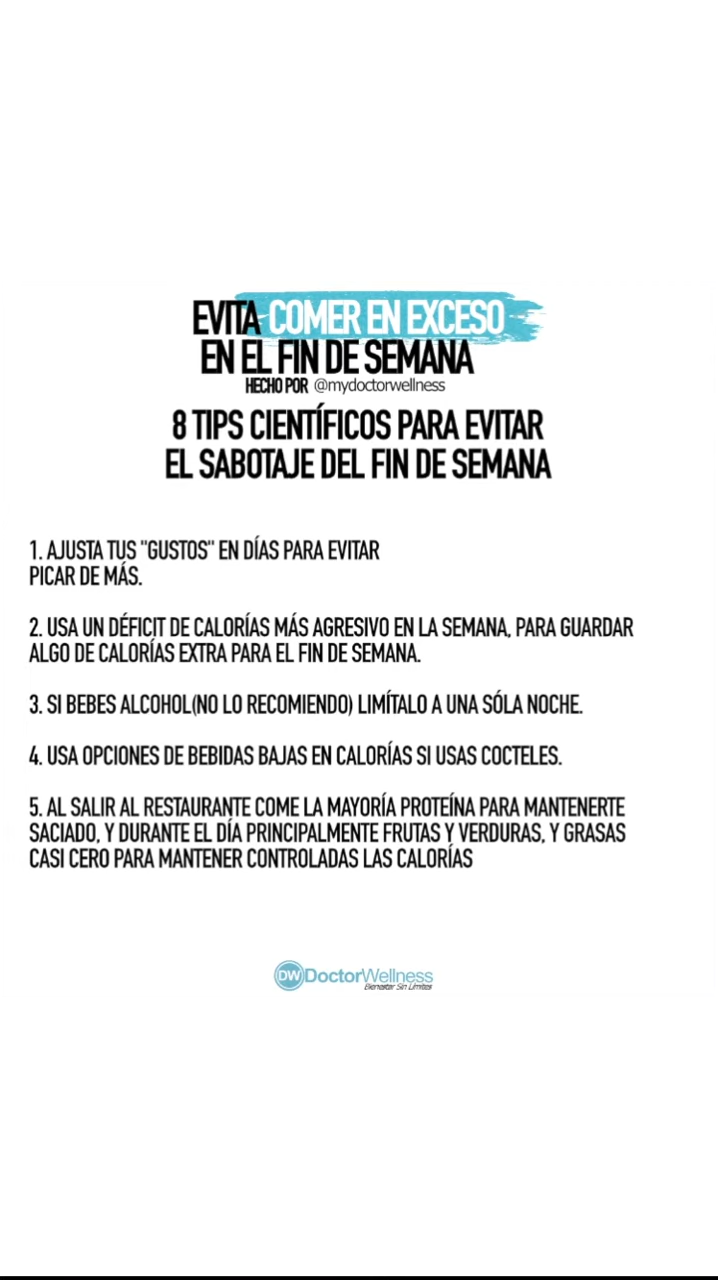 EVITA COMER EN EXCESO
EN EL FIN DE SEMANA
HECHO POR @mydoctorwellness
8 TIPS CIENTÍFICOS PARA EVITAR
EL SABOTAJE DEL FIN DE SEMANA
1. AJUSTA TUS "GUSTOS" EN DÍAS PARA EVITAR
PICAR DE MÁS.
2. USA UN DÉFICIT DE CALORÍAS MÁS AGRESIVO EN LA SEMANA, PARA GUARDAR
ALGO DE CALORÍAS EXTRA PARA EL FIN DE SEMANA.
3. SI BEBES ALCOHOL(NO LO RECOMIENDO) LIMÍTALO A UNA SÓLA NOCHE.
4. USA OPCIONES DE BEBIDAS BAJAS EN CALORÍAS SI USAS COCTELES.
5. AL SALIR AL RESTAURANTE COME LA MAYORÍA PROTEÍNA PARA MANTENERTE
SACIADO, Y DURANTE EL DÍA PRINCIPALMENTE FRUTAS Y VERDURAS, Y GRASAS
CASI CERO PARA MANTENER CONTROLADAS LAS CALORÍAS
DW DoctorWellness
Bienestar Sin Límites